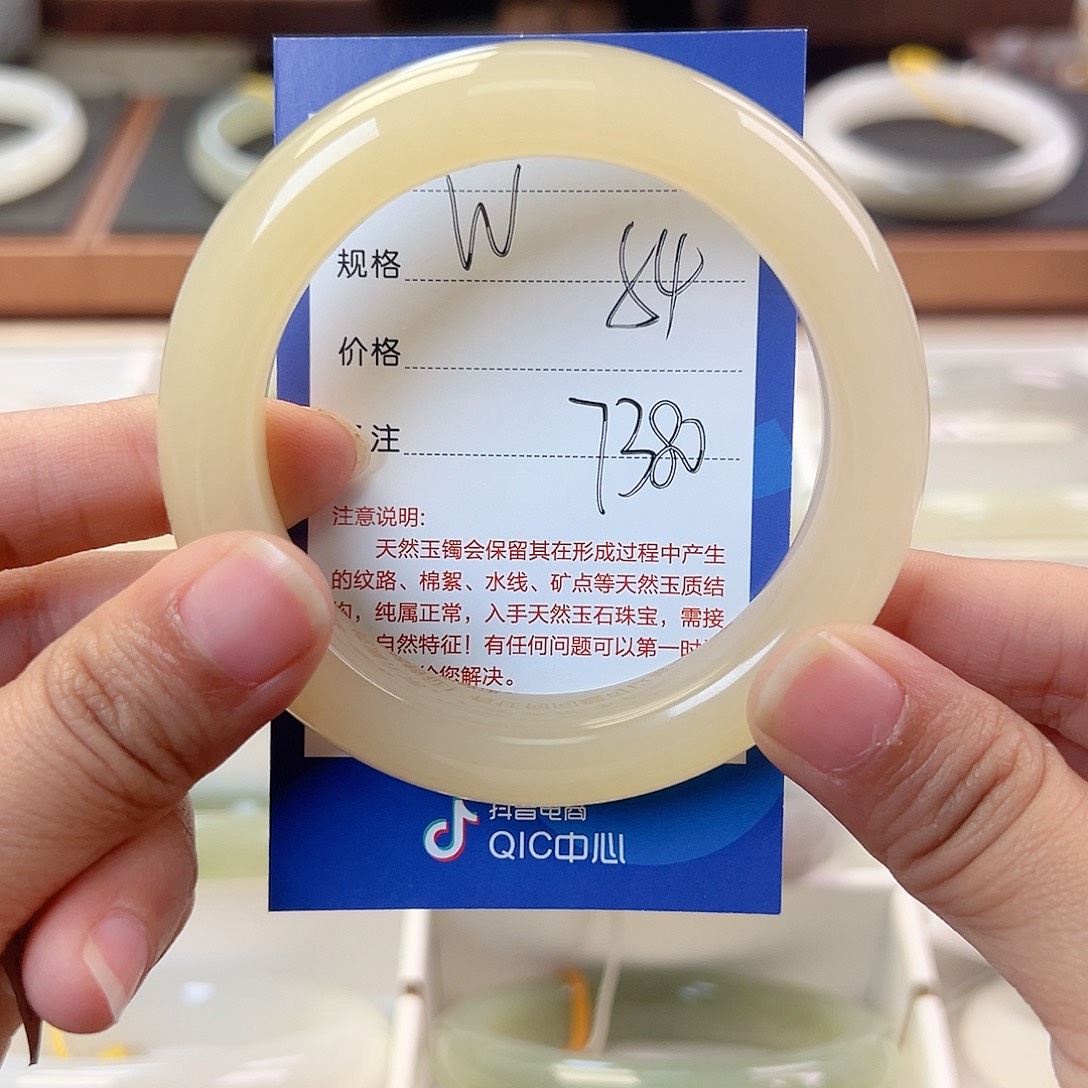 W
规格
84
价格
注
7380
注意说明:
天然玉镯会保留其在形成过程中产生
的纹路、棉絮、水线、矿点等天然玉质结
,纯属正常,入手天然玉石珠宝,需接
自然特征!有任何问题可以第一时
您解决。
抖音电商
QIC中心